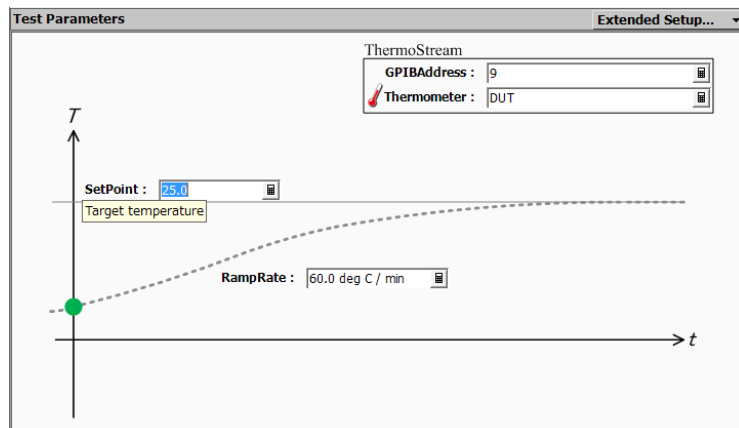 Test Parameters
Extended Setup...
ThermoStream
GPIBAddress : 9
Thermometer : DUT
T
SetPoint : 25.0
Target temperature
RampRate : 60.0 deg C / min
t